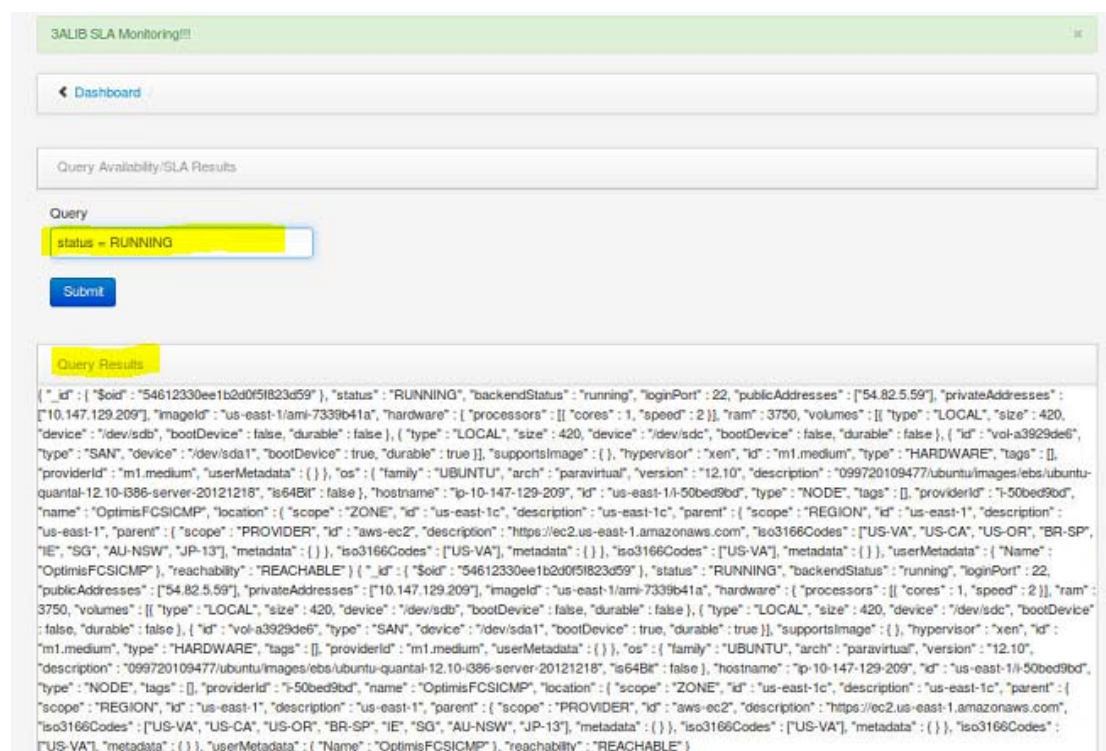 3ALIB SLA Monitoring!!!
×
Dashboard /
Query Availability/SLA Results
Query
status = RUNNING
Submit
Query Results
{ "_id" : { "$oid" : "54612330ee1b2d0f5f823d59" }, "status" : "RUNNING", "backendStatus" : "running", "loginPort" : 22, "publicAddresses" : ["54.82.5.59"], "privateAddresses" :
["10.147.129.209"], "imageId" : "us-east-1/ami-7339b41a", "hardware" : { "processors" : [{ "cores" : 1, "speed" : 2 }], "ram" : 3750, "volumes" : [{ "type" : "LOCAL", "size" : 420,
"device" : "/dev/sdb", "bootDevice" : false, "durable" : false }, { "type" : "LOCAL", "size" : 420, "device" : "/dev/sdc", "bootDevice" : false, "durable" : false }, { "id" : "vol-a3929de6",
"type" : "SAN", "device" : "/dev/sda1", "bootDevice" : true, "durable" : true }], "supportsImage" : { }, "hypervisor" : "xen", "id" : "m1.medium", "type" : "HARDWARE", "tags" : [],
"providerId" : "m1.medium", "userMetadata" : { } }, "os" : { "family" : "UBUNTU", "arch" : "paravirtual", "version" : "12.10", "description" : "099720109477/ubuntu/images/ebs/ubuntu-
quantal-12.10-i386-server-20121218", "is64Bit" : false }, "hostname" : "ip-10-147-129-209", "id" : "us-east-1/i-50bed9bd", "type" : "NODE", "tags" : [], "providerId" : "i-50bed9bd",
"name" : "OptimisFCSICMP", "location" : { "scope" : "ZONE", "id" : "us-east-1c", "description" : "us-east-1c", "parent" : { "scope" : "REGION", "id" : "us-east-1", "description" :
"us-east-1", "parent" : { "scope" : "PROVIDER", "id" : "aws-ec2", "description" : "https://ec2.us-east-1.amazonaws.com", "iso3166Codes" : ["US-VA", "US-CA", "US-OR", "BR-SP",
"IE", "SG", "AU-NSW", "JP-13"], "metadata" : { } }, "iso3166Codes" : ["US-VA"], "metadata" : { } }, "iso3166Codes" : ["US-VA"], "metadata" : { } }, "userMetadata" : { "Name" :
"OptimisFCSICMP" }, "reachability" : "REACHABLE" } { "_id" : { "$oid" : "54612330ee1b2d0f5f823d59" }, "status" : "RUNNING", "backendStatus" : "running", "loginPort" : 22,
"publicAddresses" : ["54.82.5.59"], "privateAddresses" : ["10.147.129.209"], "imageId" : "us-east-1/ami-7339b41a", "hardware" : { "processors" : [{ "cores" : 1, "speed" : 2 }], "ram" :
3750, "volumes" : [{ "type" : "LOCAL", "size" : 420, "device" : "/dev/sdb", "bootDevice" : false, "durable" : false }, { "type" : "LOCAL", "size" : 420, "device" : "/dev/sdc", "bootDevice"
: false, "durable" : false }, { "id" : "vol-a3929de6", "type" : "SAN", "device" : "/dev/sda1", "bootDevice" : true, "durable" : true }], "supportsImage" : { }, "hypervisor" : "xen", "id" :
"m1.medium", "type" : "HARDWARE", "tags" : [], "providerId" : "m1.medium", "userMetadata" : { } }, "os" : { "family" : "UBUNTU", "arch" : "paravirtual", "version" : "12.10",
"description" : "099720109477/ubuntu/images/ebs/ubuntu-quantal-12.10-i386-server-20121218", "is64Bit" : false }, "hostname" : "ip-10-147-129-209", "id" : "us-east-1/i-50bed9bd",
"type" : "NODE", "tags" : [], "providerId" : "i-50bed9bd", "name" : "OptimisFCSICMP", "location" : { "scope" : "ZONE", "id" : "us-east-1c", "description" : "us-east-1c", "parent" : {
"scope" : "REGION", "id" : "us-east-1", "description" : "us-east-1", "parent" : { "scope" : "PROVIDER", "id" : "aws-ec2", "description" : "https://ec2.us-east-1.amazonaws.com",
"iso3166Codes" : ["US-VA", "US-CA", "US-OR", "BR-SP", "IE", "SG", "AU-NSW", "JP-13"], "metadata" : { } }, "iso3166Codes" : ["US-VA"], "metadata" : { } }, "iso3166Codes" :
["US-VA"], "metadata" : { } }, "userMetadata" : { "Name" : "OptimisFCSICMP" }, "reachability" : "REACHABLE" }